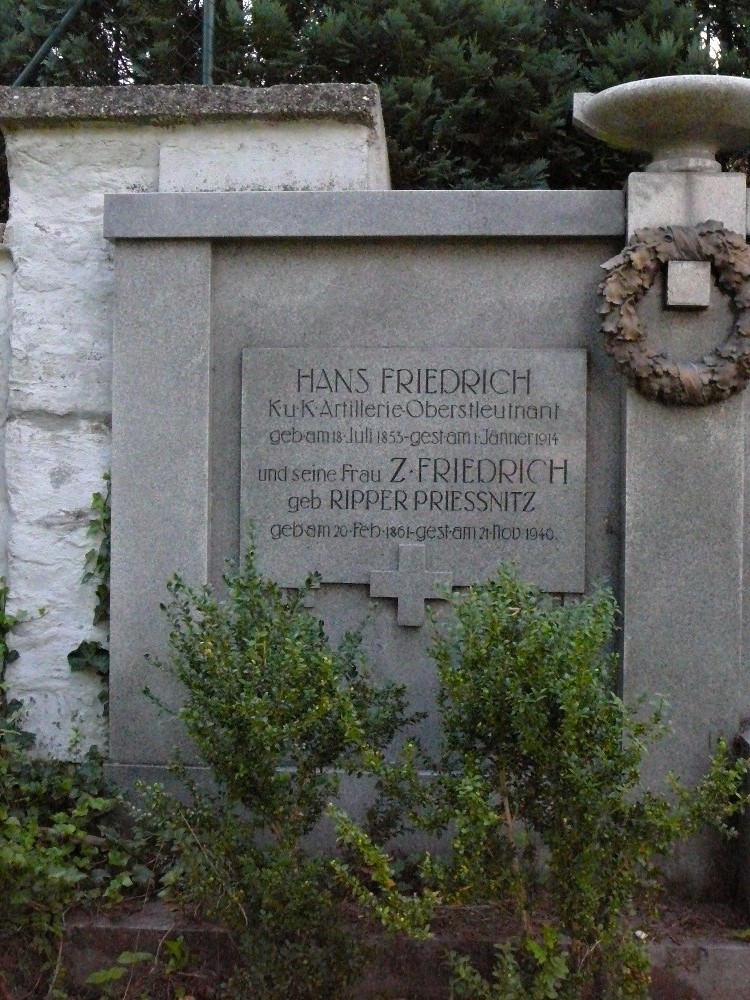 HANS FRIEDRICH
K·u·K·Artillerie·Oberstleutnant
geb·am·18·Juli 1853-gest·am·1·Jänner·1914
und seine Frau Z·FRIEDRICH
geb RIPPER PRIESSNITZ
geb·am·20·Feb·1861-gest·am·21·Nov·1940.